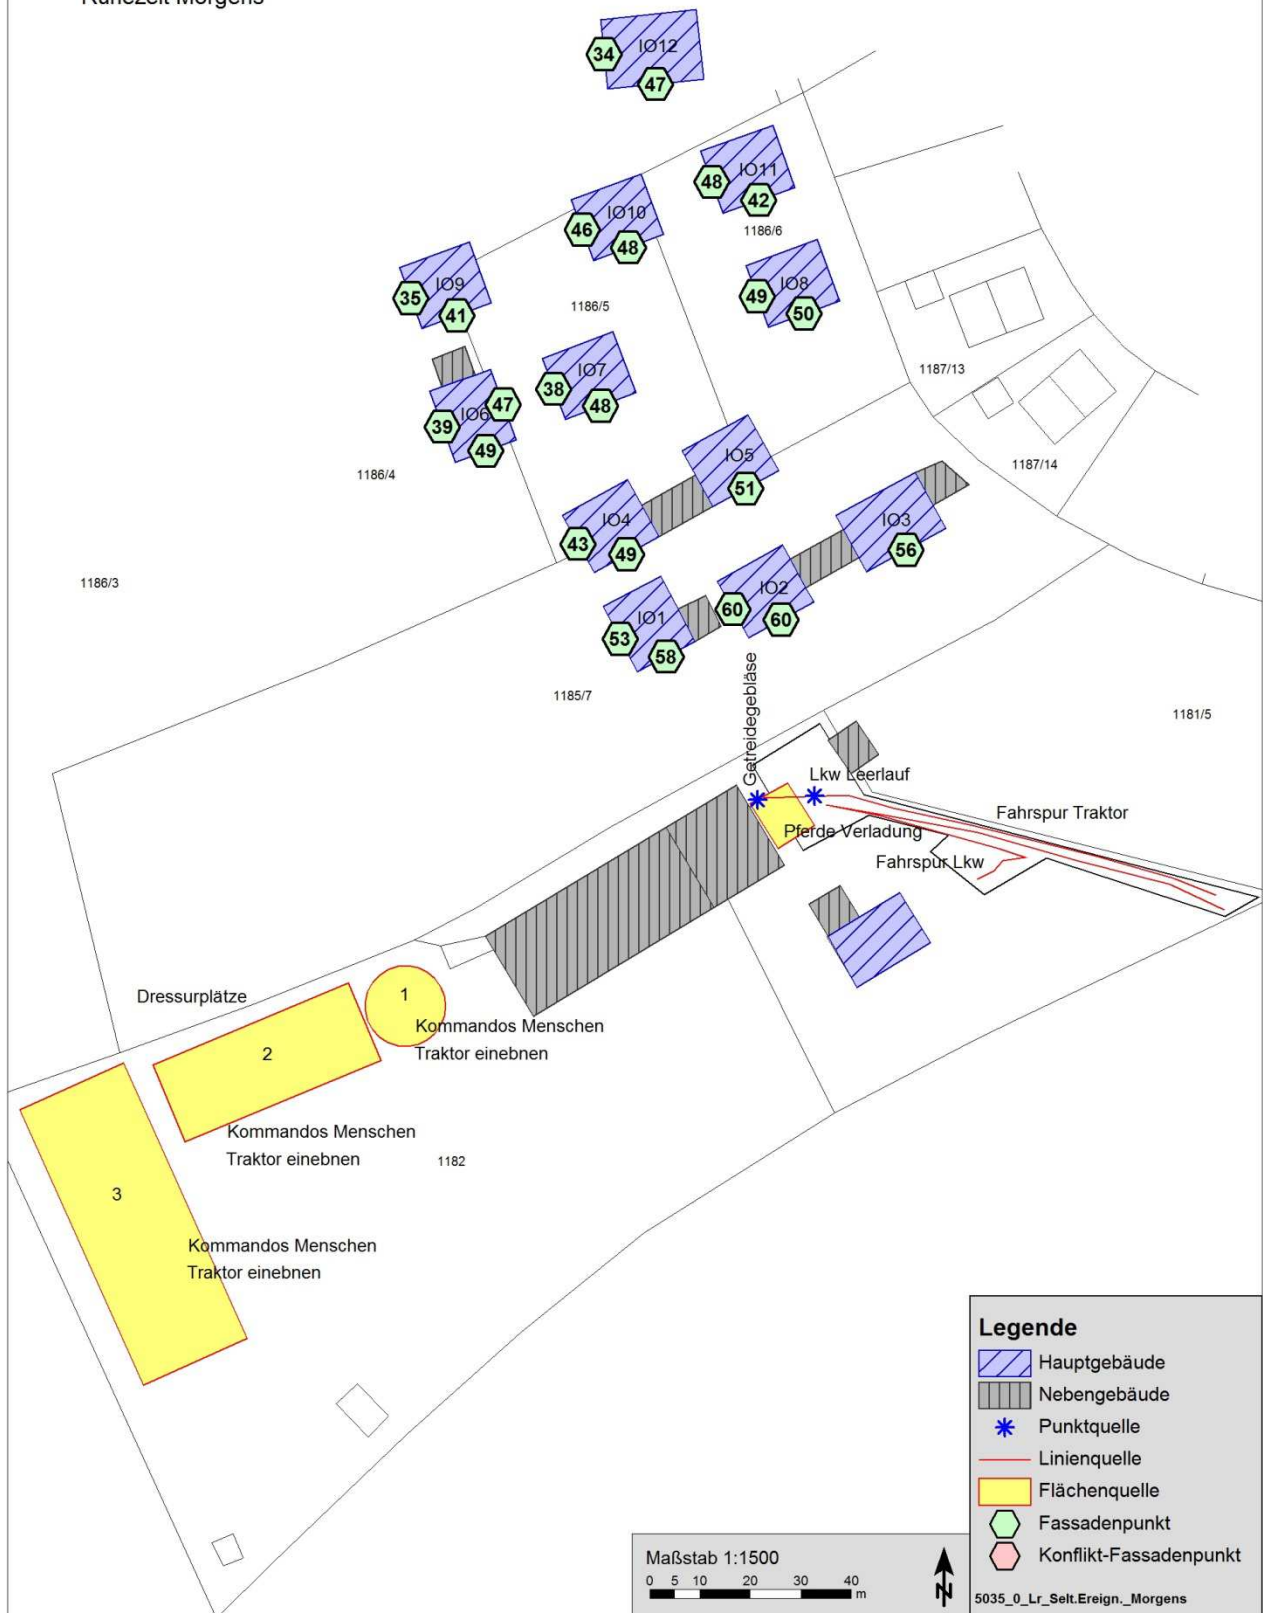 Ruhezeit Morgens
IO12
34
47
IO11
48
42
IO10
46
48
1186/6
IO9
35
41
IO8
49
50
1186/5
IO7
38
48
1187/13
IO6
47
39
49
IO5
51
1186/4
1187/14
IO4
43
49
IO3
56
1186/3
IO2
60
60
IO1
53
58
1185/7
1181/5
Getreidegebläse
Lkw Leerlauf
Fahrspur Traktor
Pferde Verladung
Fahrspur Lkw
Dressurplätze
1
Kommandos Menschen
Traktor einebnen
2
Kommandos Menschen
Traktor einebnen
1182
3
Kommandos Menschen
Traktor einebnen
Legende
Hauptgebäude
Nebengebäude
Punktquelle
Linienquelle
Flächenquelle
Fassadenpunkt
Konflikt-Fassadenpunkt
Maßstab 1:1500
0 5 10 20 30 40
m
N
5035_0_Lr_Selt.Ereign._Morgens